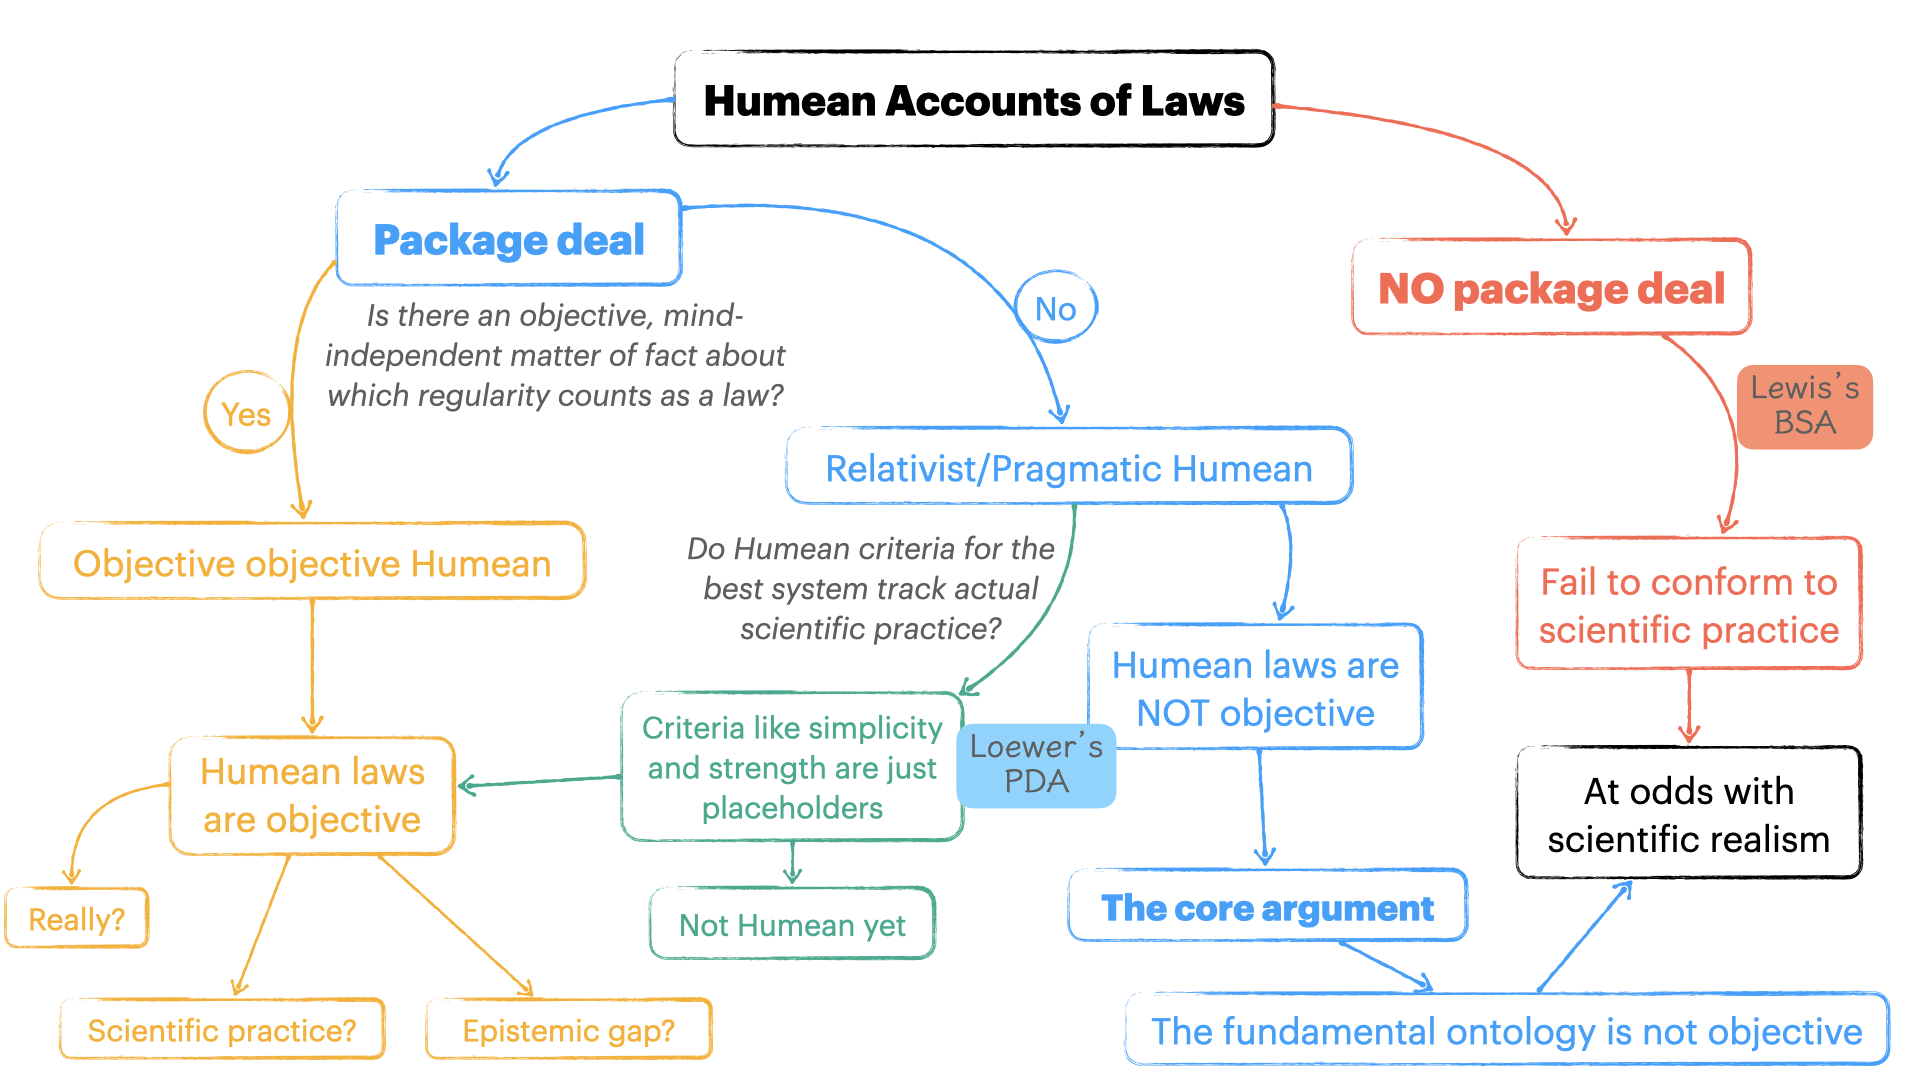 Humean Accounts of Laws
Package deal
NO package deal
Is there an objective, mind-
independent matter of fact about
which regularity counts as a law?
No
Yes
Lewis's
BSA
Relativist/Pragmatic Humean
Objective objective Humean
Do Humean criteria for the
best system track actual
scientific practice?
Fail to conform to
scientific practice
Humean laws are
NOT objective
Criteria like simplicity
and strength are just
placeholders
Loewer's
PDA
Humean laws
are objective
At odds with
scientific realism
Really?
Not Humean yet
The core argument
Scientific practice?
Epistemic gap?
The fundamental ontology is not objective